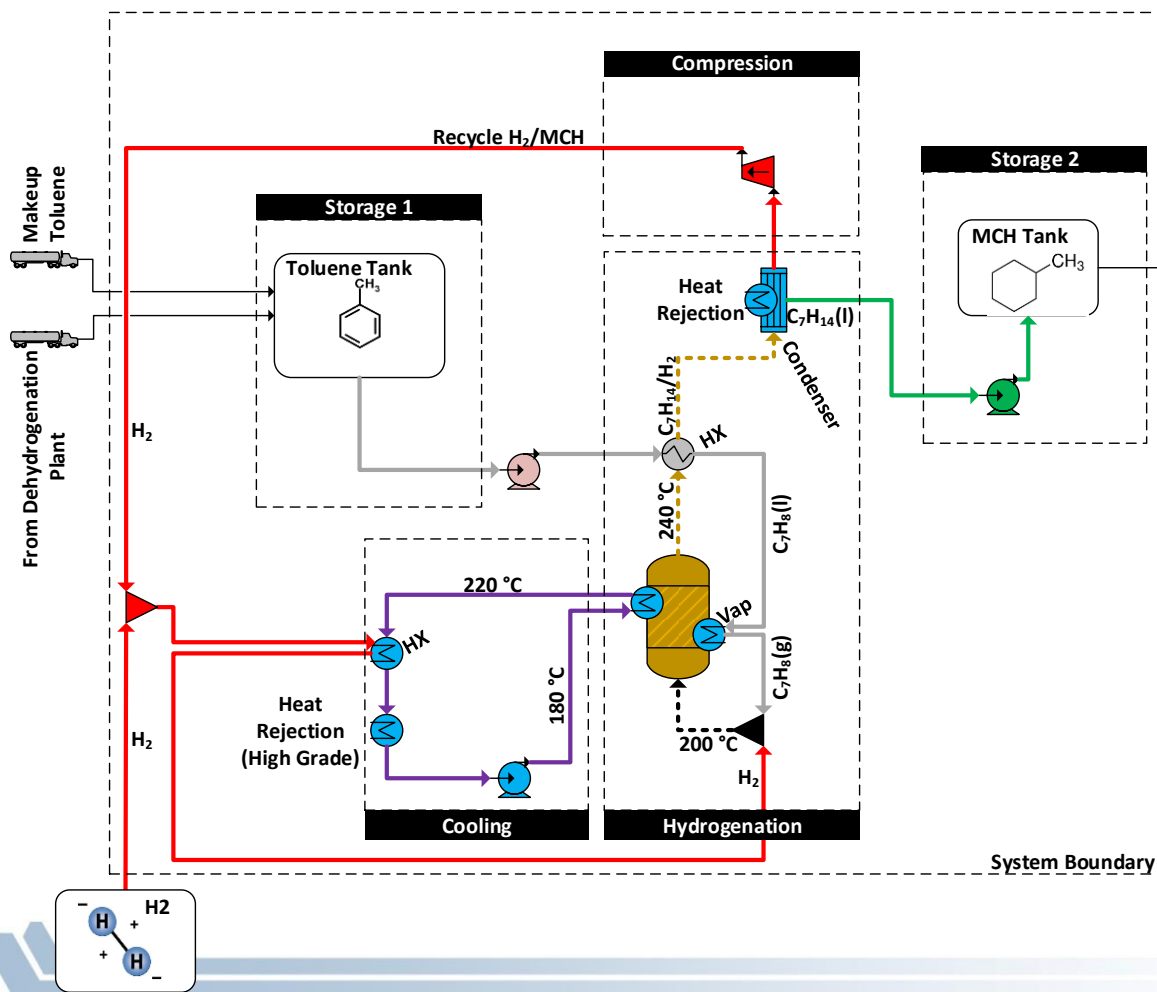 Compression
Recycle H₂/MCH
Storage 2
Makeup
Toluene
Storage 1
MCH Tank
CH₃
Toluene Tank
CH₃
Heat
Rejection
C₇H₁₄(l)
Condenser
C₇H₁₄/H₂
HX
H₂
From Dehydrogenation
Plant
240 °C
C₇H₈(l)
220 °C
Vap
HX
C₇H₈(g)
180 °C
Heat
Rejection
(High Grade)
200 °C
H₂
H₂
Cooling
Hydrogenation
System Boundary
H2
− H +
+ H −